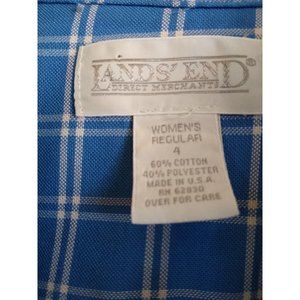 LANDS' END
DIRECT MERCHANTS
WOMEN'S
REGULAR
4
60% COTTON
40% POLYESTER
MADE IN U.S.A.
RN 62830
OVER FOR CARE